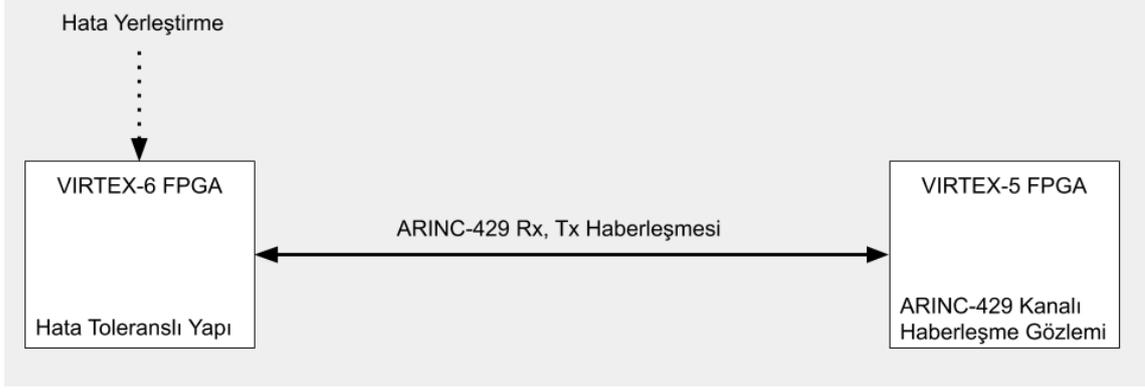 Hata Yerleştirme
VIRTEX-6 FPGA
Hata Toleranslı Yapı
ARINC-429 Rx, Tx Haberleşmesi
VIRTEX-5 FPGA
ARINC-429 Kanalı
Haberleşme Gözlemi